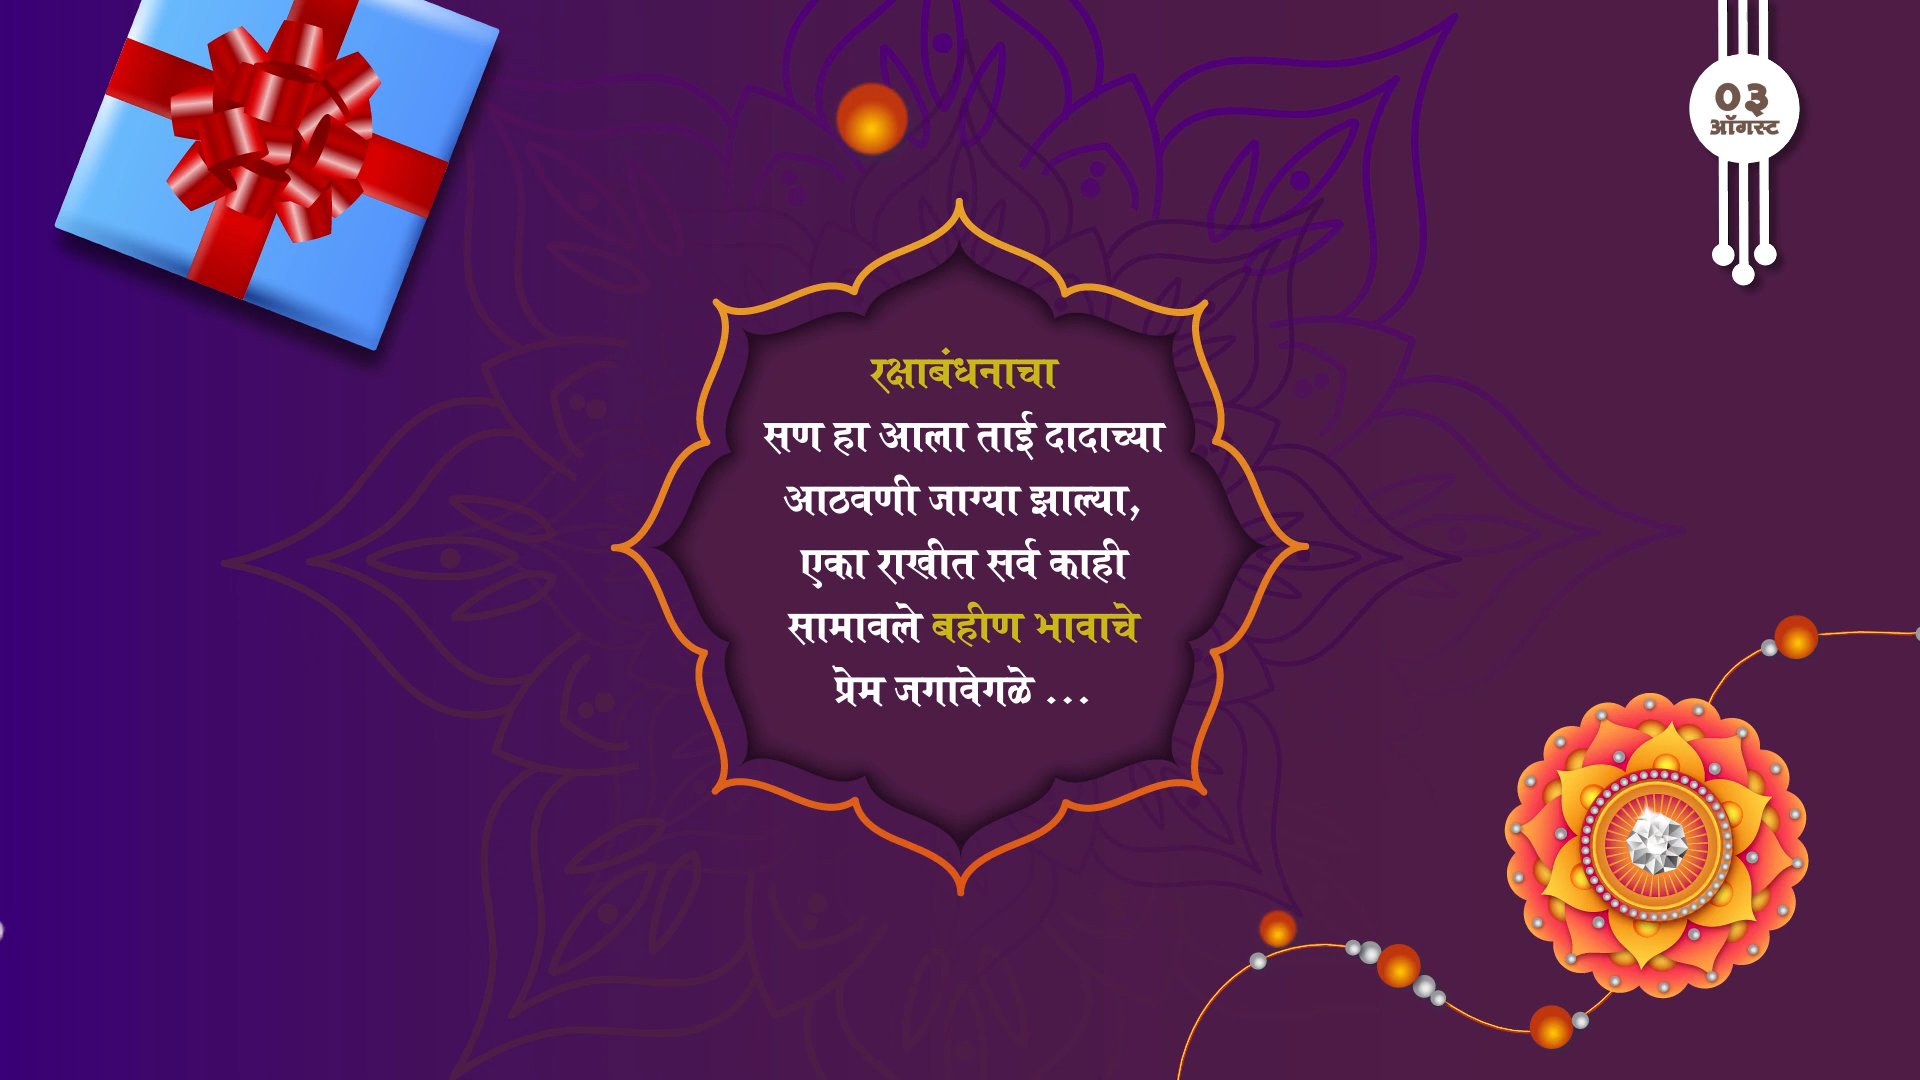 ०३
ऑगस्ट
रक्षाबंधनाचा
सण हा आला ताई दादाच्या
आठवणी जाग्या झाल्या,
एका राखीत सर्व काही
सामावले बहीण भावाचे
प्रेम जगावेगळे ...